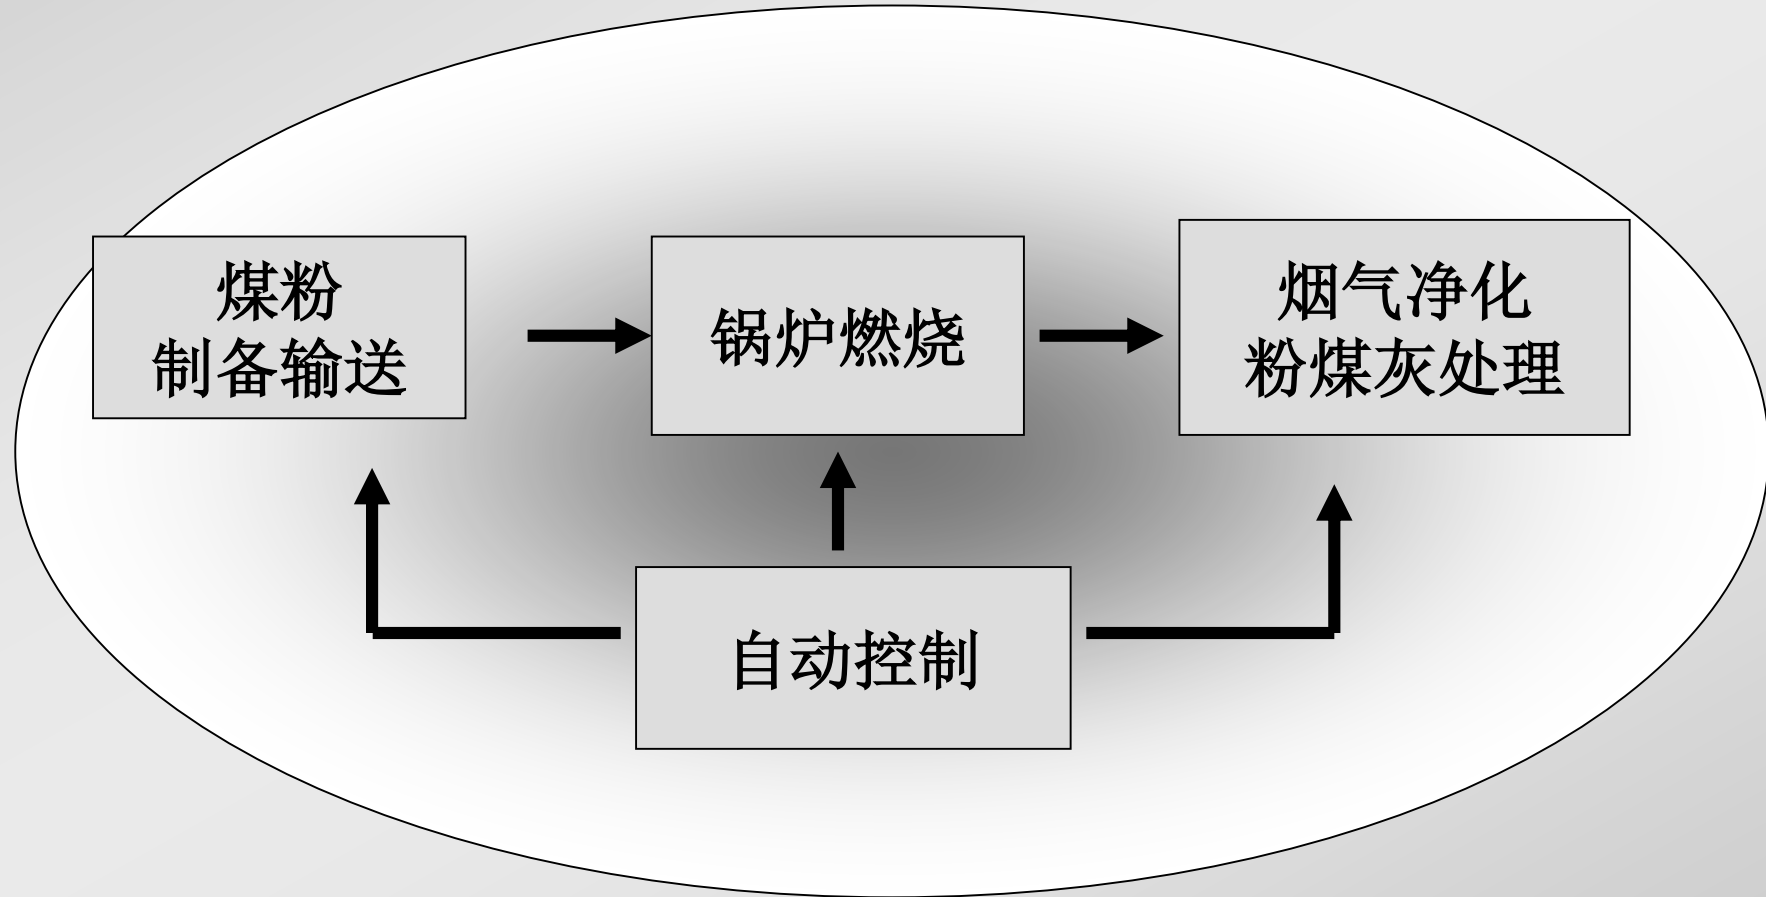 煤粉
制备输送
锅炉燃烧
烟气净化
粉煤灰处理
自动控制